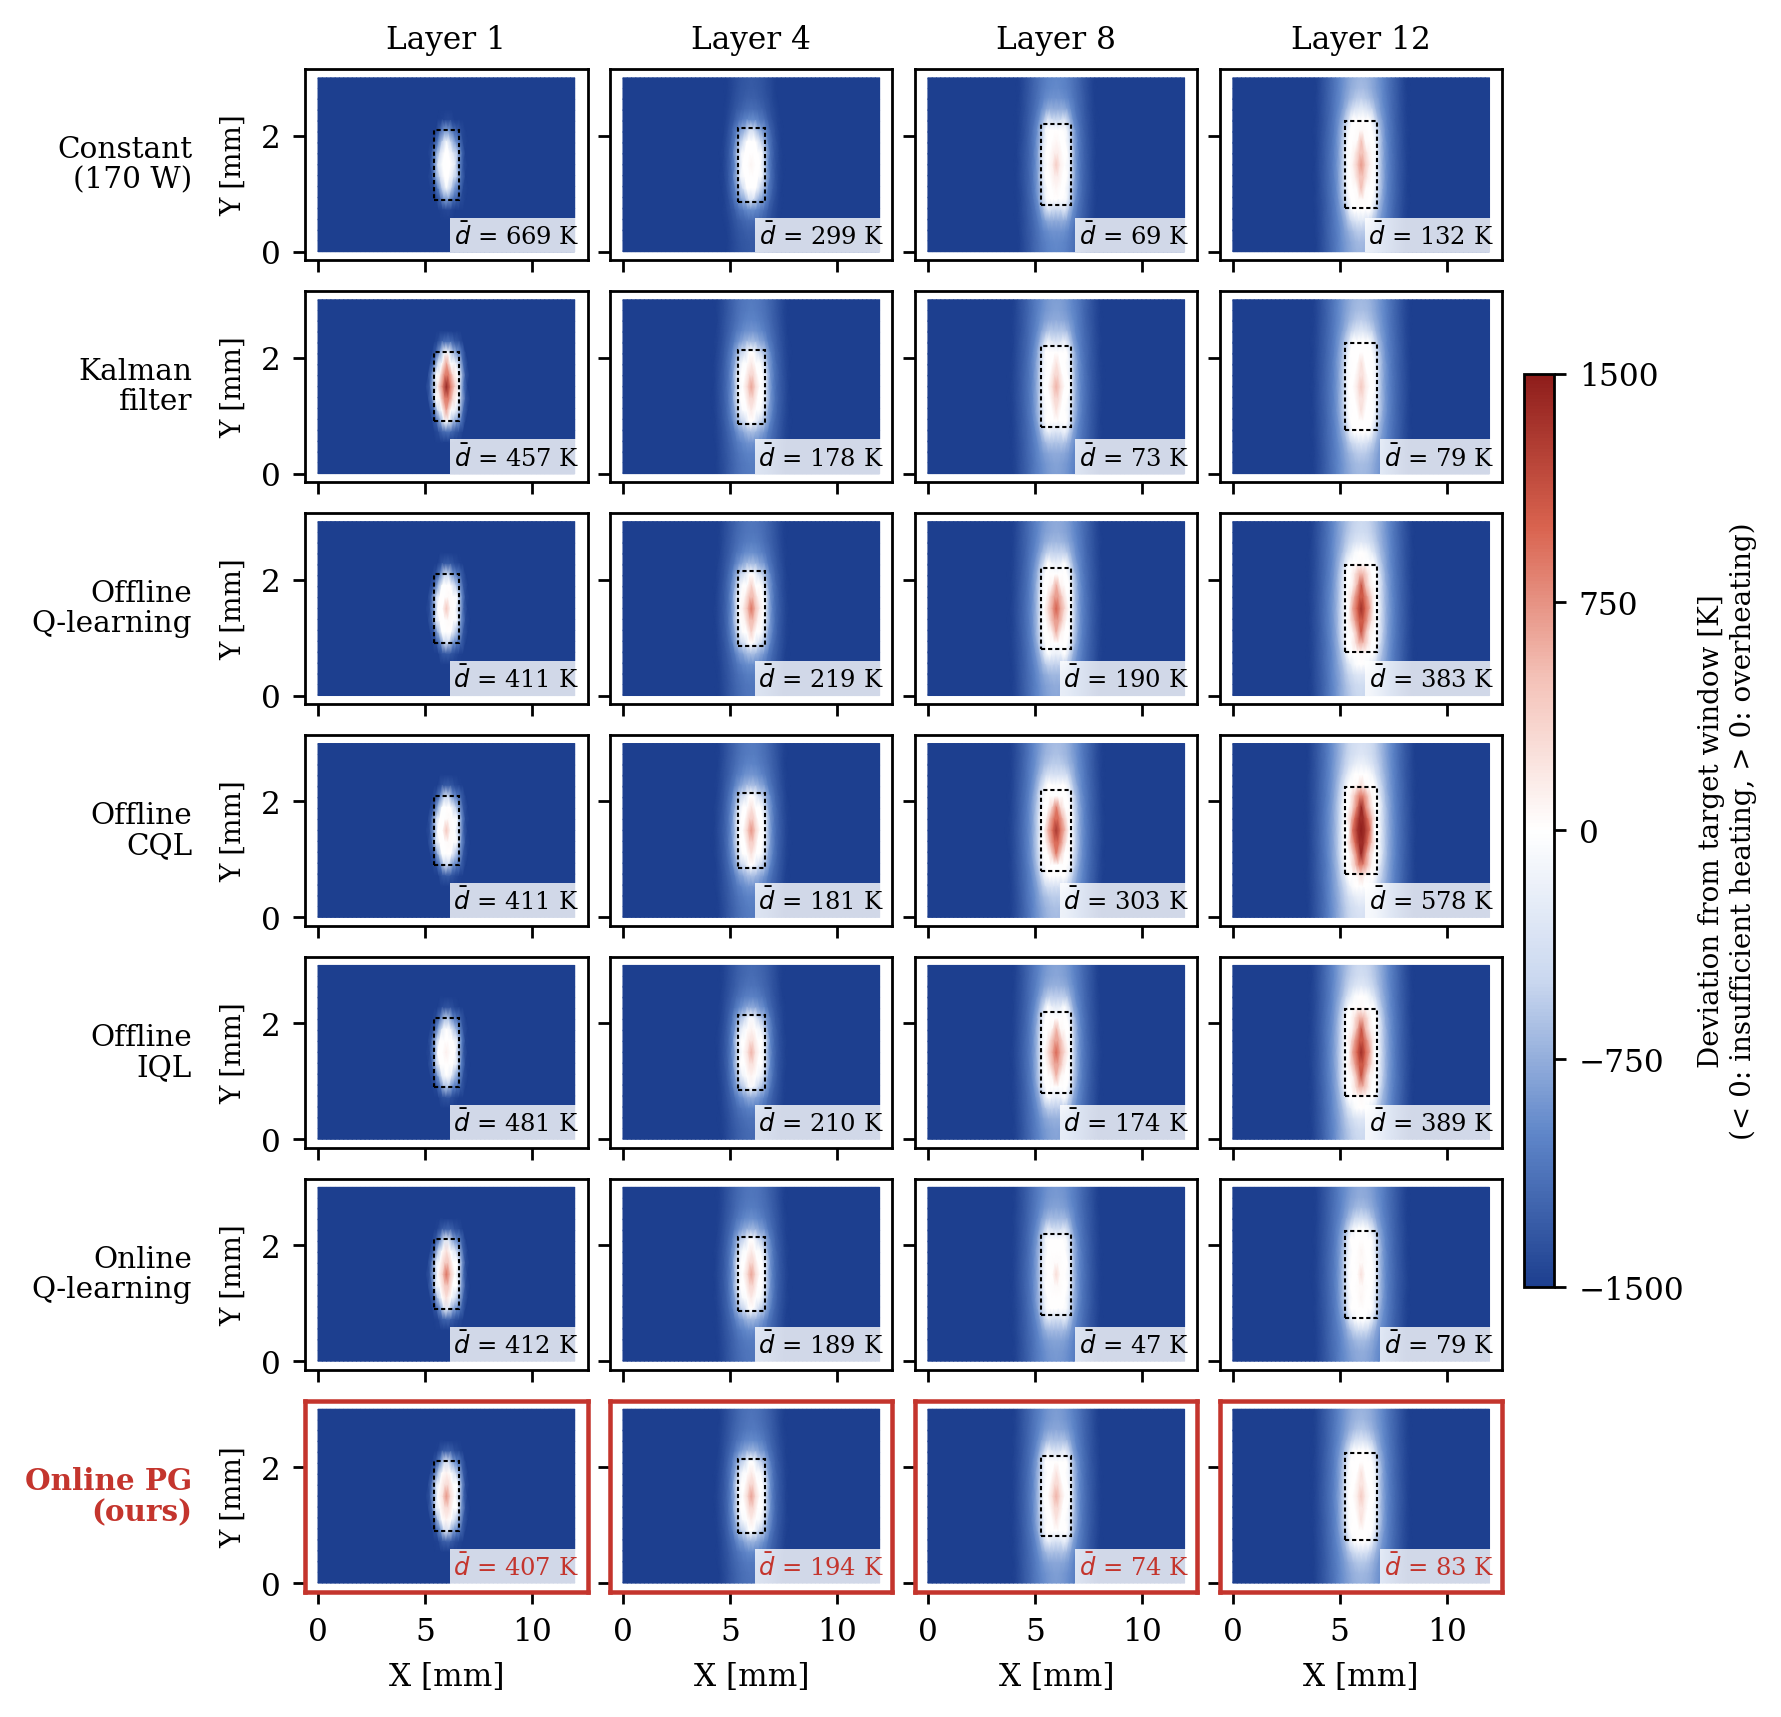 Layer 1
Layer 4
Layer 8
Layer 12
Constant
(170 W)
Y [mm]
2
0
d̄ = 669 K
d̄ = 299 K
d̄ = 69 K
d̄ = 132 K
Kalman
filter
Y [mm]
2
0
d̄ = 457 K
d̄ = 178 K
d̄ = 73 K
d̄ = 79 K
Offline
Q-learning
Y [mm]
2
0
d̄ = 411 K
d̄ = 219 K
d̄ = 190 K
d̄ = 383 K
Offline
CQL
Y [mm]
2
0
d̄ = 411 K
d̄ = 181 K
d̄ = 303 K
d̄ = 578 K
Offline
IQL
Y [mm]
2
0
d̄ = 481 K
d̄ = 210 K
d̄ = 174 K
d̄ = 389 K
Online
Q-learning
Y [mm]
2
0
d̄ = 412 K
d̄ = 189 K
d̄ = 47 K
d̄ = 79 K
Online PG
(ours)
Y [mm]
2
0
d̄ = 407 K
d̄ = 194 K
d̄ = 74 K
d̄ = 83 K
0 5 10
0 5 10
0 5 10
0 5 10
X [mm]
X [mm]
X [mm]
X [mm]
1500
750
0
−750
−1500
Deviation from target window [K]
(< 0: insufficient heating, > 0: overheating)